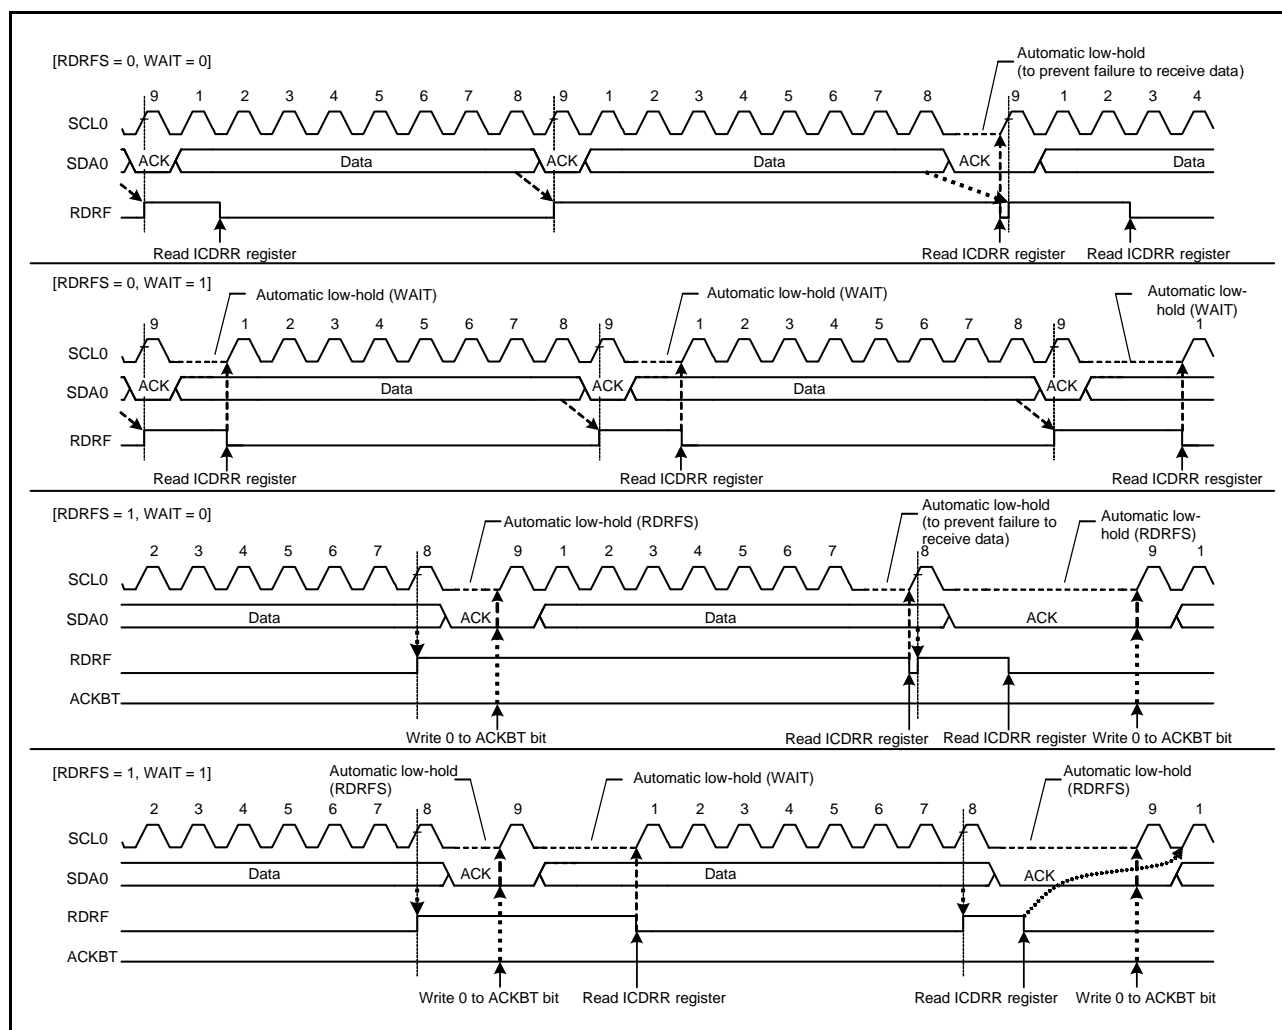 [RDRFS = 0, WAIT = 0]
Automatic low-hold
(to prevent failure to receive data)
9 1 2 3 4 5 6 7 8 9 1 2 3 4 5 6 7 8 9 1 2 3 4
SCL0
SDA0 ACK Data ACK Data ACK Data
RDRF
Read ICDRR register Read ICDRR register Read ICDRR register
[RDRFS = 0, WAIT = 1]
Automatic low-hold (WAIT) Automatic low-hold (WAIT) Automatic low-
hold (WAIT)
9 1 2 3 4 5 6 7 8 9 1 2 3 4 5 6 7 8 9 1
SCL0
SDA0 ACK Data ACK Data ACK
RDRF
Read ICDRR register Read ICDRR register Read ICDRR resgister
[RDRFS = 1, WAIT = 0]
Automatic low-hold (RDRFS) Automatic low-hold
(to prevent failure to
receive data)
Automatic low-
hold (RDRFS)
2 3 4 5 6 7 8 9 1 2 3 4 5 6 7 8 9 1
SCL0
SDA0 Data ACK Data ACK
RDRF
ACKBT
Write 0 to ACKBT bit Read ICDRR register Read ICDRR register Write 0 to ACKBT bit
[RDRFS = 1, WAIT = 1]
Automatic low-hold
(RDRFS)
Automatic low-hold (WAIT)
Automatic low-hold
(RDRFS)
2 3 4 5 6 7 8 9 1 2 3 4 5 6 7 8 9 1
SCL0
SDA0 Data ACK Data ACK
RDRF
ACKBT
Write 0 to ACKBT bit Read ICDRR register Read ICDRR register Write 0 to ACKBT bit